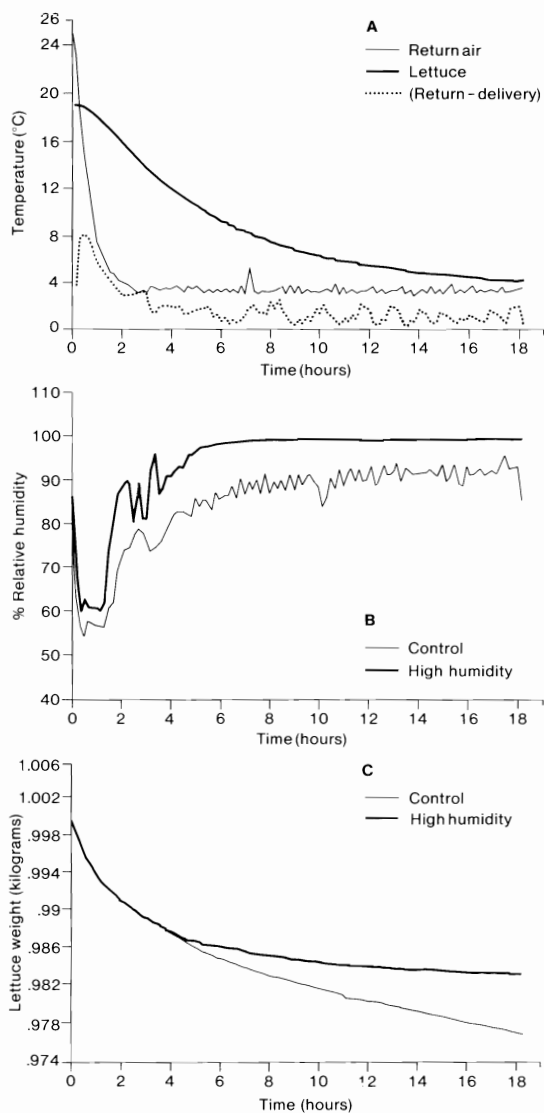 A
Return air
Lettuce
(Return-delivery)
Temperature (°C)
26
24
20
16
12
8
4
0
0 2 4 6 8 10 12 14 16 18
Time (hours)
B
Control
High humidity
% Relative humidity
110
100
90
80
70
60
50
40
0 2 4 6 8 10 12 14 16 18
Time (hours)
C
Control
High humidity
Lettuce weight (kilograms)
1.006
1.002
.998
.994
.99
.986
.982
.978
.974
0 2 4 6 8 10 12 14 16 18
Time (hours)